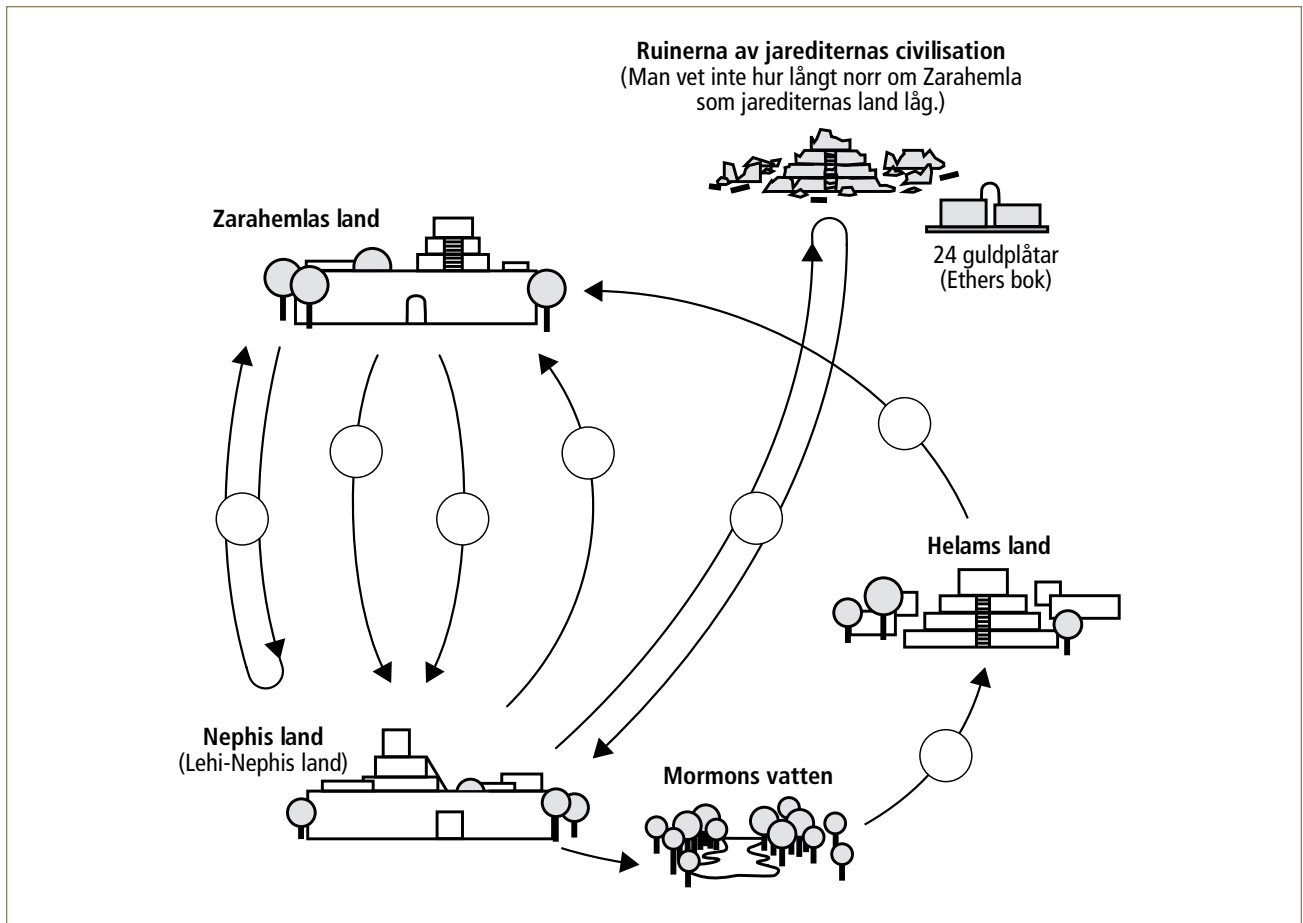 Ruinerna av jarediternas civilisation
(Man vet inte hur långt norr om Zarahemla
som jarediternas land låg.)
Zarahemlas land
24 guldplåtar
(Ethers bok)
Helams land
Nephis land
(Lehi-Nephis land)
Mormons vatten